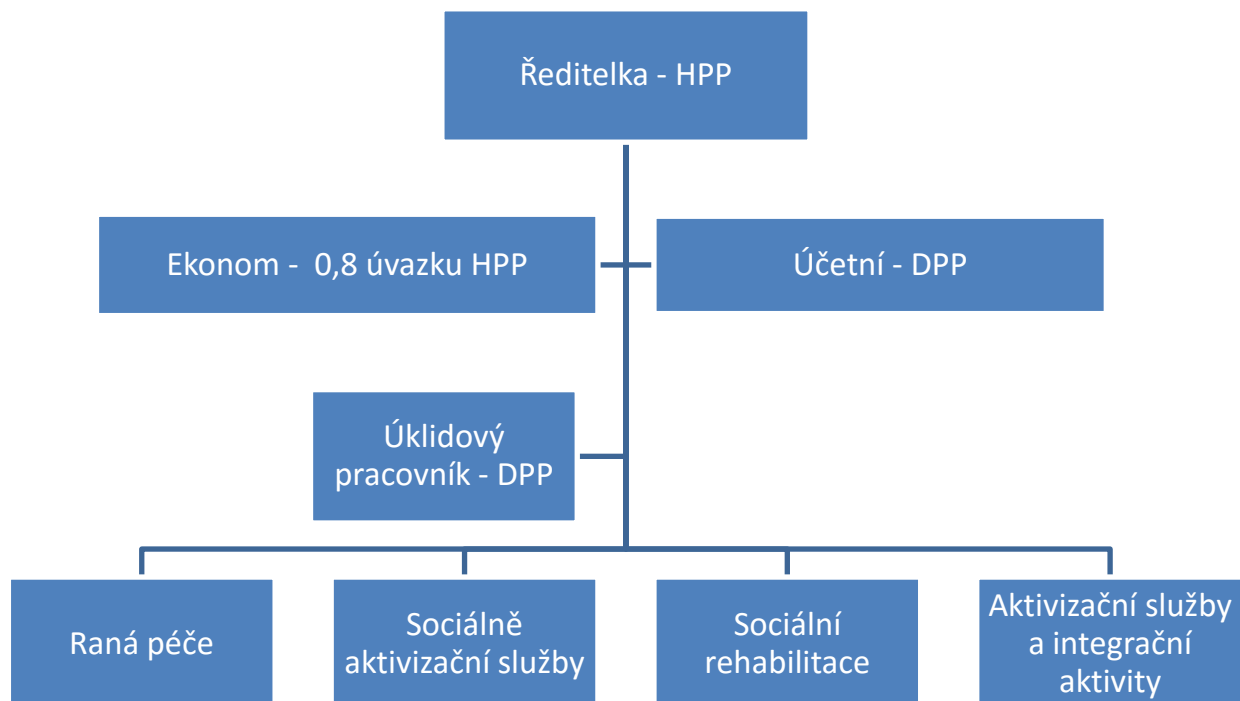 Ředitelka - HPP
Ekonom -  0,8 úvazku HPP
Účetní - DPP
Úklidový
pracovník - DPP
Raná péče
Sociálně
aktivizační služby
Sociální
rehabilitace
Aktivizační služby
a integrační
aktivity